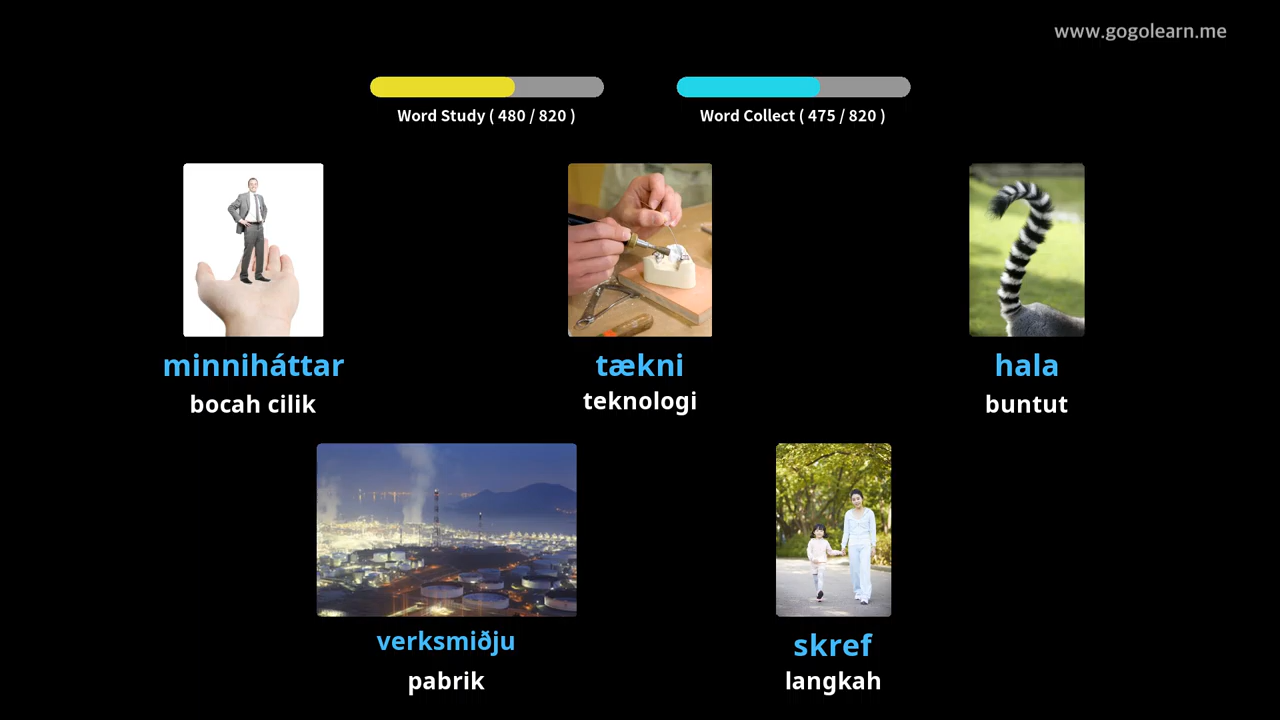 www.gogolearn.me
Word Study ( 480 / 820 )
Word Collect ( 475 / 820 )
minniháttar
bocah cilik
tækni
teknologi
hala
buntut
verksmiðju
pabrik
skref
langkah